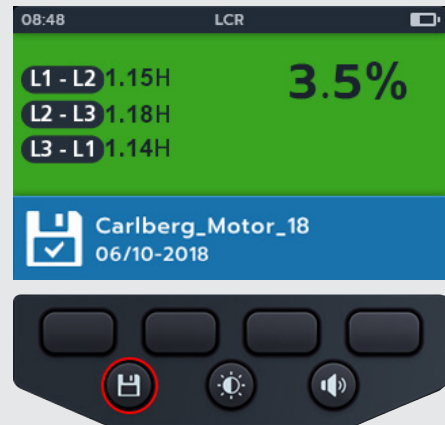 08:48 LCR
L1 - L2 1.15H 3.5%
L2 - L3 1.18H
L3 - L1 1.14H
Carlberg_Motor_18
06/10-2018